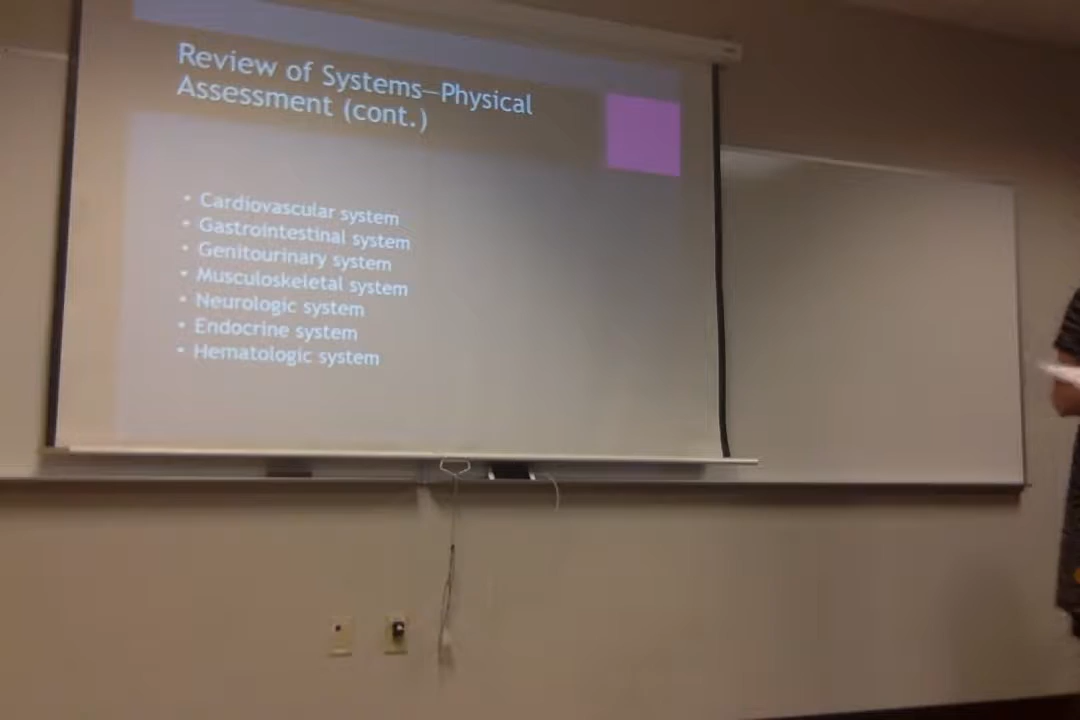 Review of Systems—Physical
Assessment (cont.)
• Cardiovascular system
• Gastrointestinal system
• Genitourinary system
• Musculoskeletal system
• Neurologic system
• Endocrine system
• Hematologic system